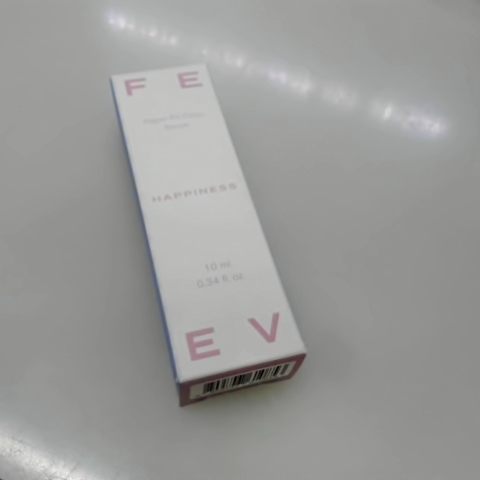 F E
HAPPINESS
10 ml
0.34 fl. oz.
E V